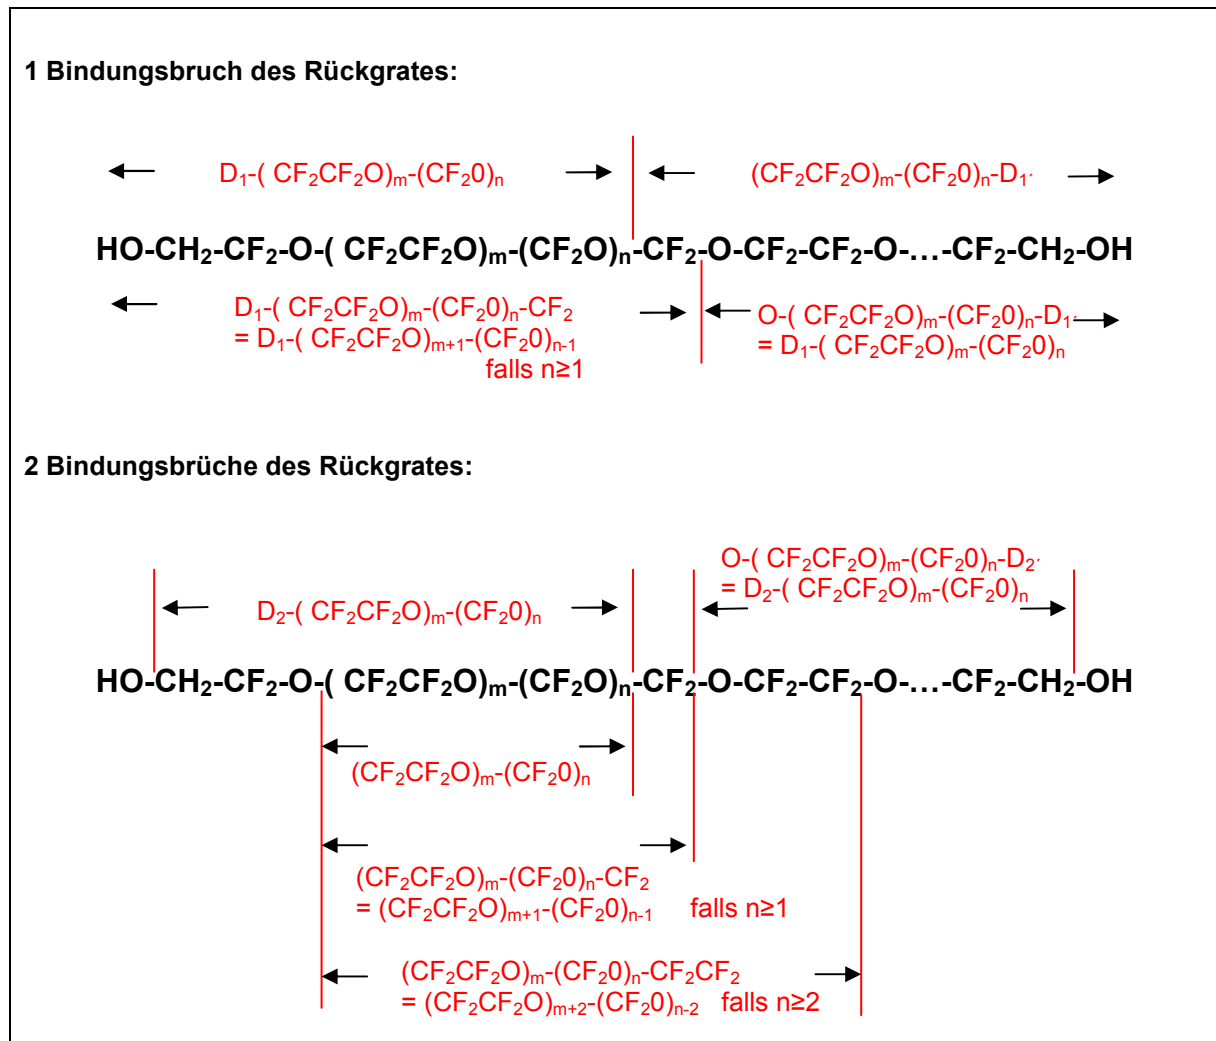 1 Bindungsbruch des Rückgrates:
D₁-( CF₂CF₂O)ₘ-(CF₂0)ₙ
(CF₂CF₂O)ₘ-(CF₂0)ₙ-D₁´
HO-CH₂-CF₂-O-( CF₂CF₂O)ₘ-(CF₂O)ₙ-CF₂-O-CF₂-CF₂-O-…-CF₂-CH₂-OH
D₁-( CF₂CF₂O)ₘ-(CF₂0)ₙ-CF₂
= D₁-( CF₂CF₂O)ₘ₊₁-(CF₂0)ₙ₋₁
falls n≥1
O-( CF₂CF₂O)ₘ-(CF₂0)ₙ-D₁´
= D₁-( CF₂CF₂O)ₘ-(CF₂0)ₙ
2 Bindungsbrüche des Rückgrates:
O-( CF₂CF₂O)ₘ-(CF₂0)ₙ-D₂´
= D₂-( CF₂CF₂O)ₘ-(CF₂0)ₙ
D₂-( CF₂CF₂O)ₘ-(CF₂0)ₙ
HO-CH₂-CF₂-O-( CF₂CF₂O)ₘ-(CF₂O)ₙ-CF₂-O-CF₂-CF₂-O-…-CF₂-CH₂-OH
(CF₂CF₂O)ₘ-(CF₂0)ₙ
(CF₂CF₂O)ₘ-(CF₂0)ₙ-CF₂
= (CF₂CF₂O)ₘ₊₁-(CF₂0)ₙ₋₁ falls n≥1
(CF₂CF₂O)ₘ-(CF₂0)ₙ-CF₂CF₂
= (CF₂CF₂O)ₘ₊₂-(CF₂0)ₙ₋₂ falls n≥2